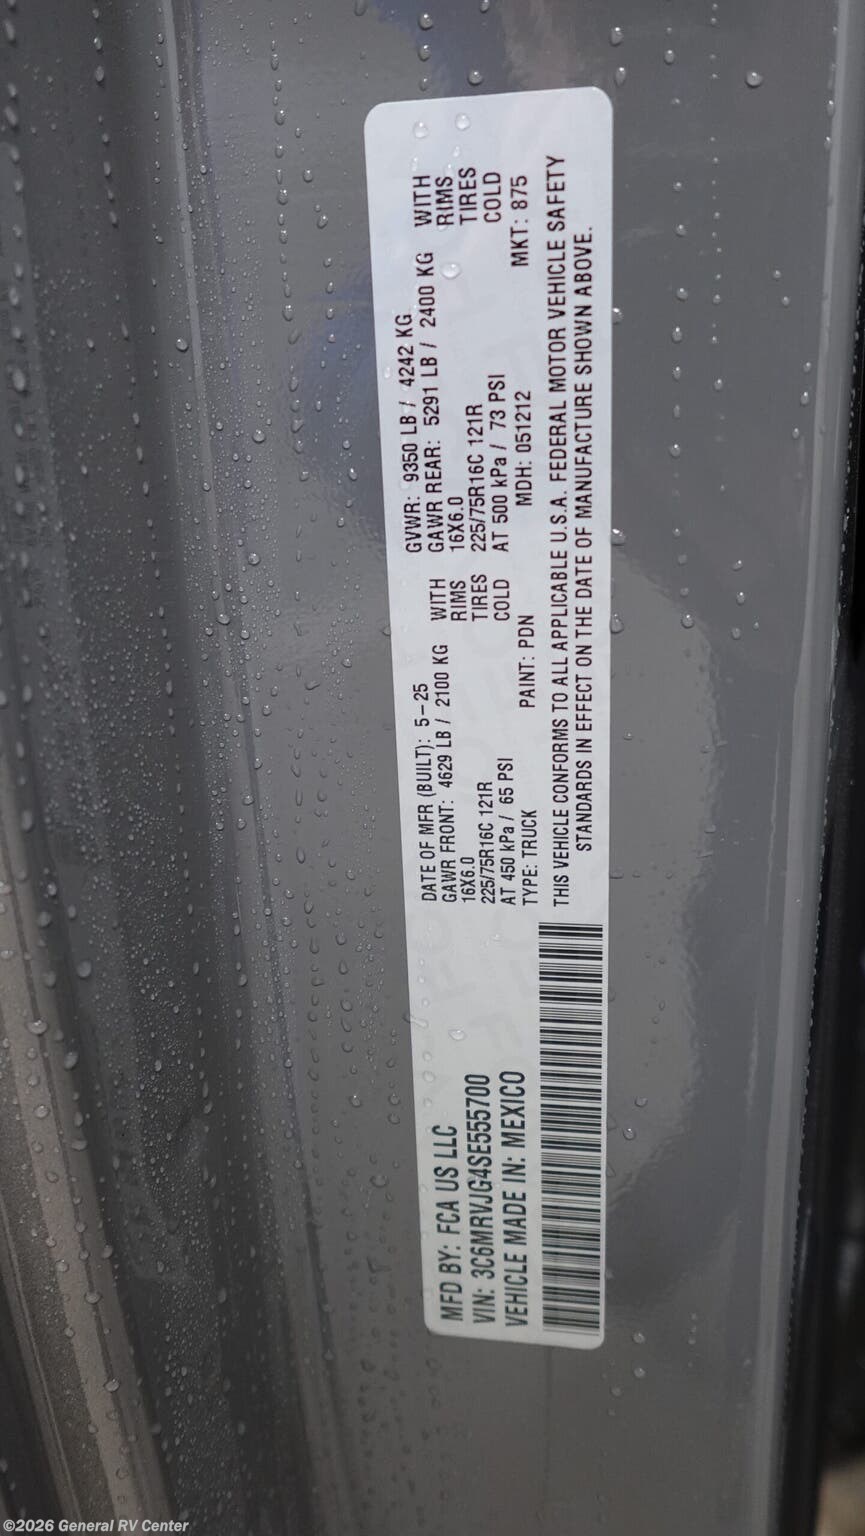 MFD BY: FCA US LLC
VIN: 3C6MRVJG4SE555700
VEHICLE MADE IN: MEXICO
DATE OF MFR (BUILT): 5-25
GVWR: 9350 LB / 4242 KG
GAWR FRONT: 4629 LB / 2100 KG WITH
16X6.0 RIMS
225/75R16C 121R TIRES
AT 450 kPa / 65 PSI COLD
GAWR REAR: 5291 LB / 2400 KG WITH
16X6.0 RIMS
225/75R16C 121R TIRES
AT 500 kPa / 73 PSI COLD
TYPE: TRUCK PAINT: PDN MDH: 051212 MKT: 875
THIS VEHICLE CONFORMS TO ALL APPLICABLE U.S.A. FEDERAL MOTOR VEHICLE SAFETY
STANDARDS IN EFFECT ON THE DATE OF MANUFACTURE SHOWN ABOVE.
©2026 General RV Center